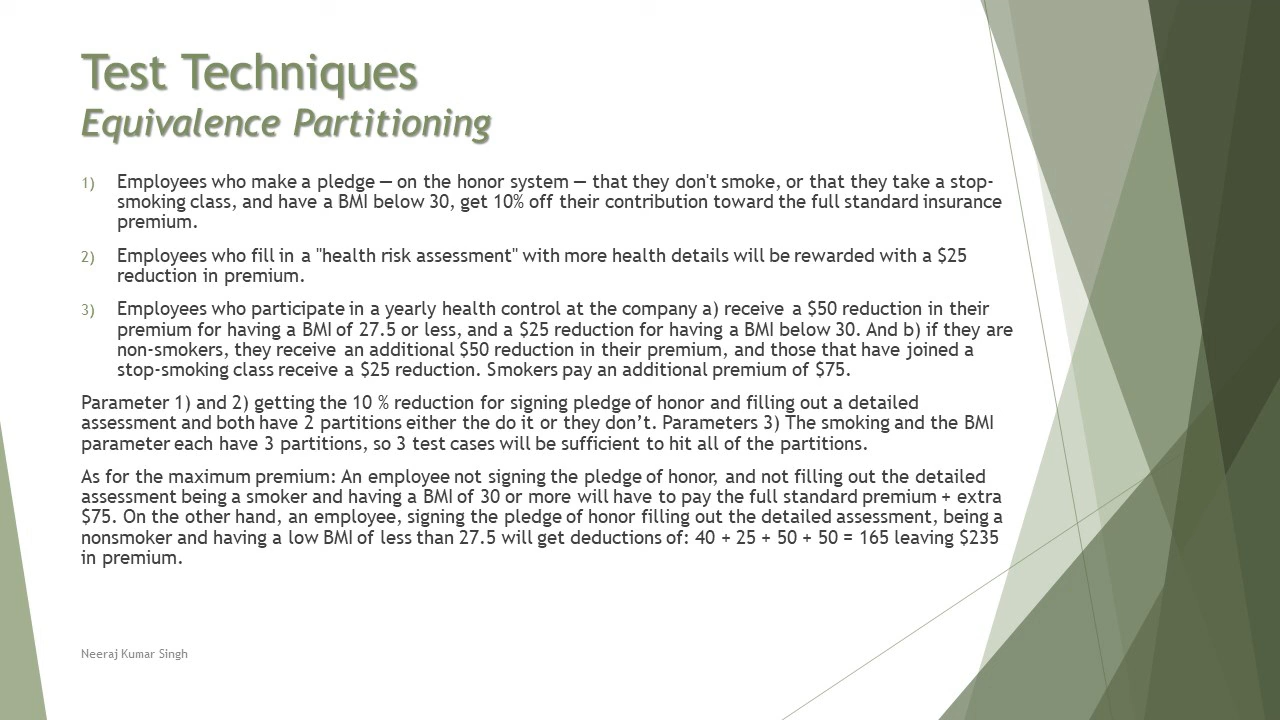 Test Techniques
Equivalence Partitioning
1) Employees who make a pledge — on the honor system — that they don't smoke, or that they take a stop-
smoking class, and have a BMI below 30, get 10% off their contribution toward the full standard insurance
premium.
2) Employees who fill in a "health risk assessment" with more health details will be rewarded with a $25
reduction in premium.
3) Employees who participate in a yearly health control at the company a) receive a $50 reduction in their
premium for having a BMI of 27.5 or less, and a $25 reduction for having a BMI below 30. And b) if they are
non-smokers, they receive an additional $50 reduction in their premium, and those that have joined a
stop-smoking class receive a $25 reduction. Smokers pay an additional premium of $75.
Parameter 1) and 2) getting the 10 % reduction for signing pledge of honor and filling out a detailed
assessment and both have 2 partitions either the do it or they don’t. Parameters 3) The smoking and the BMI
parameter each have 3 partitions, so 3 test cases will be sufficient to hit all of the partitions.
As for the maximum premium: An employee not signing the pledge of honor, and not filling out the detailed
assessment being a smoker and having a BMI of 30 or more will have to pay the full standard premium + extra
$75. On the other hand, an employee, signing the pledge of honor filling out the detailed assessment, being a
nonsmoker and having a low BMI of less than 27.5 will get deductions of: 40 + 25 + 50 + 50 = 165 leaving $235
in premium.
Neeraj Kumar Singh